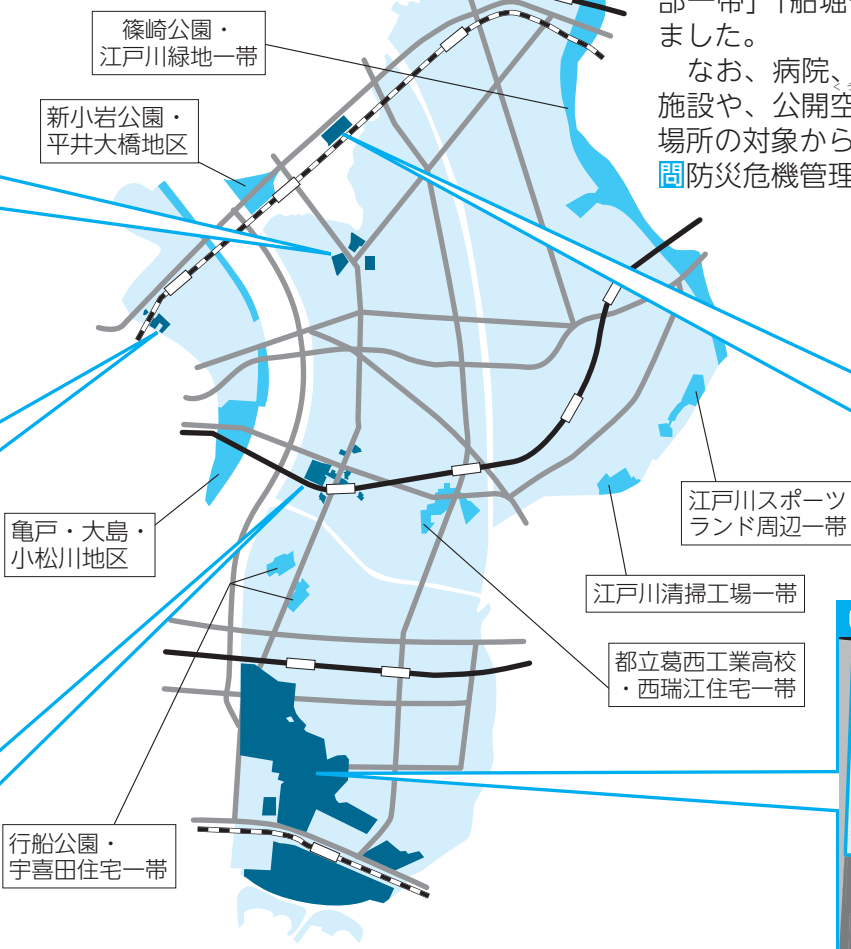 部一帯」「船堀
ました。
なお、病院、
施設や、公開空
くう
場所の対象から
問防災危機管理
篠崎公園・
江戸川緑地一帯
新小岩公園・
平井大橋地区
亀戸・大島・
小松川地区
江戸川スポーツ
ランド周辺一帯
江戸川清掃工場一帯
都立葛西工業高校
・西瑞江住宅一帯
行船公園・
宇喜田住宅一帯